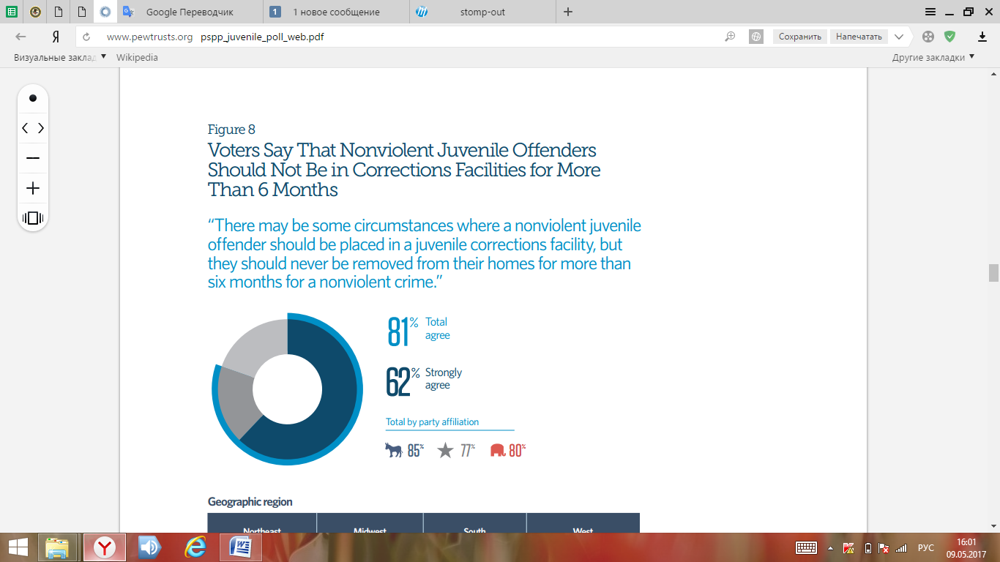 Google Переводчик
1 1 новое сообщение
stomp-out
Я www.pewtrusts.org pspp_juvenile_poll_web.pdf Сохранить Напечатать
Визуальные заклад Wikipedia Другие закладки
Figure 8
Voters Say That Nonviolent Juvenile Offenders
Should Not Be in Corrections Facilities for More
Than 6 Months
“There may be some circumstances where a nonviolent juvenile
offender should be placed in a juvenile corrections facility, but
they should never be removed from their homes for more than
six months for a nonviolent crime.”
81% Total
agree
62% Strongly
agree
Total by party affiliation
85% 77% 80%
Geographic region
Northeast Midwest South West
РУС
16:01
09.05.2017